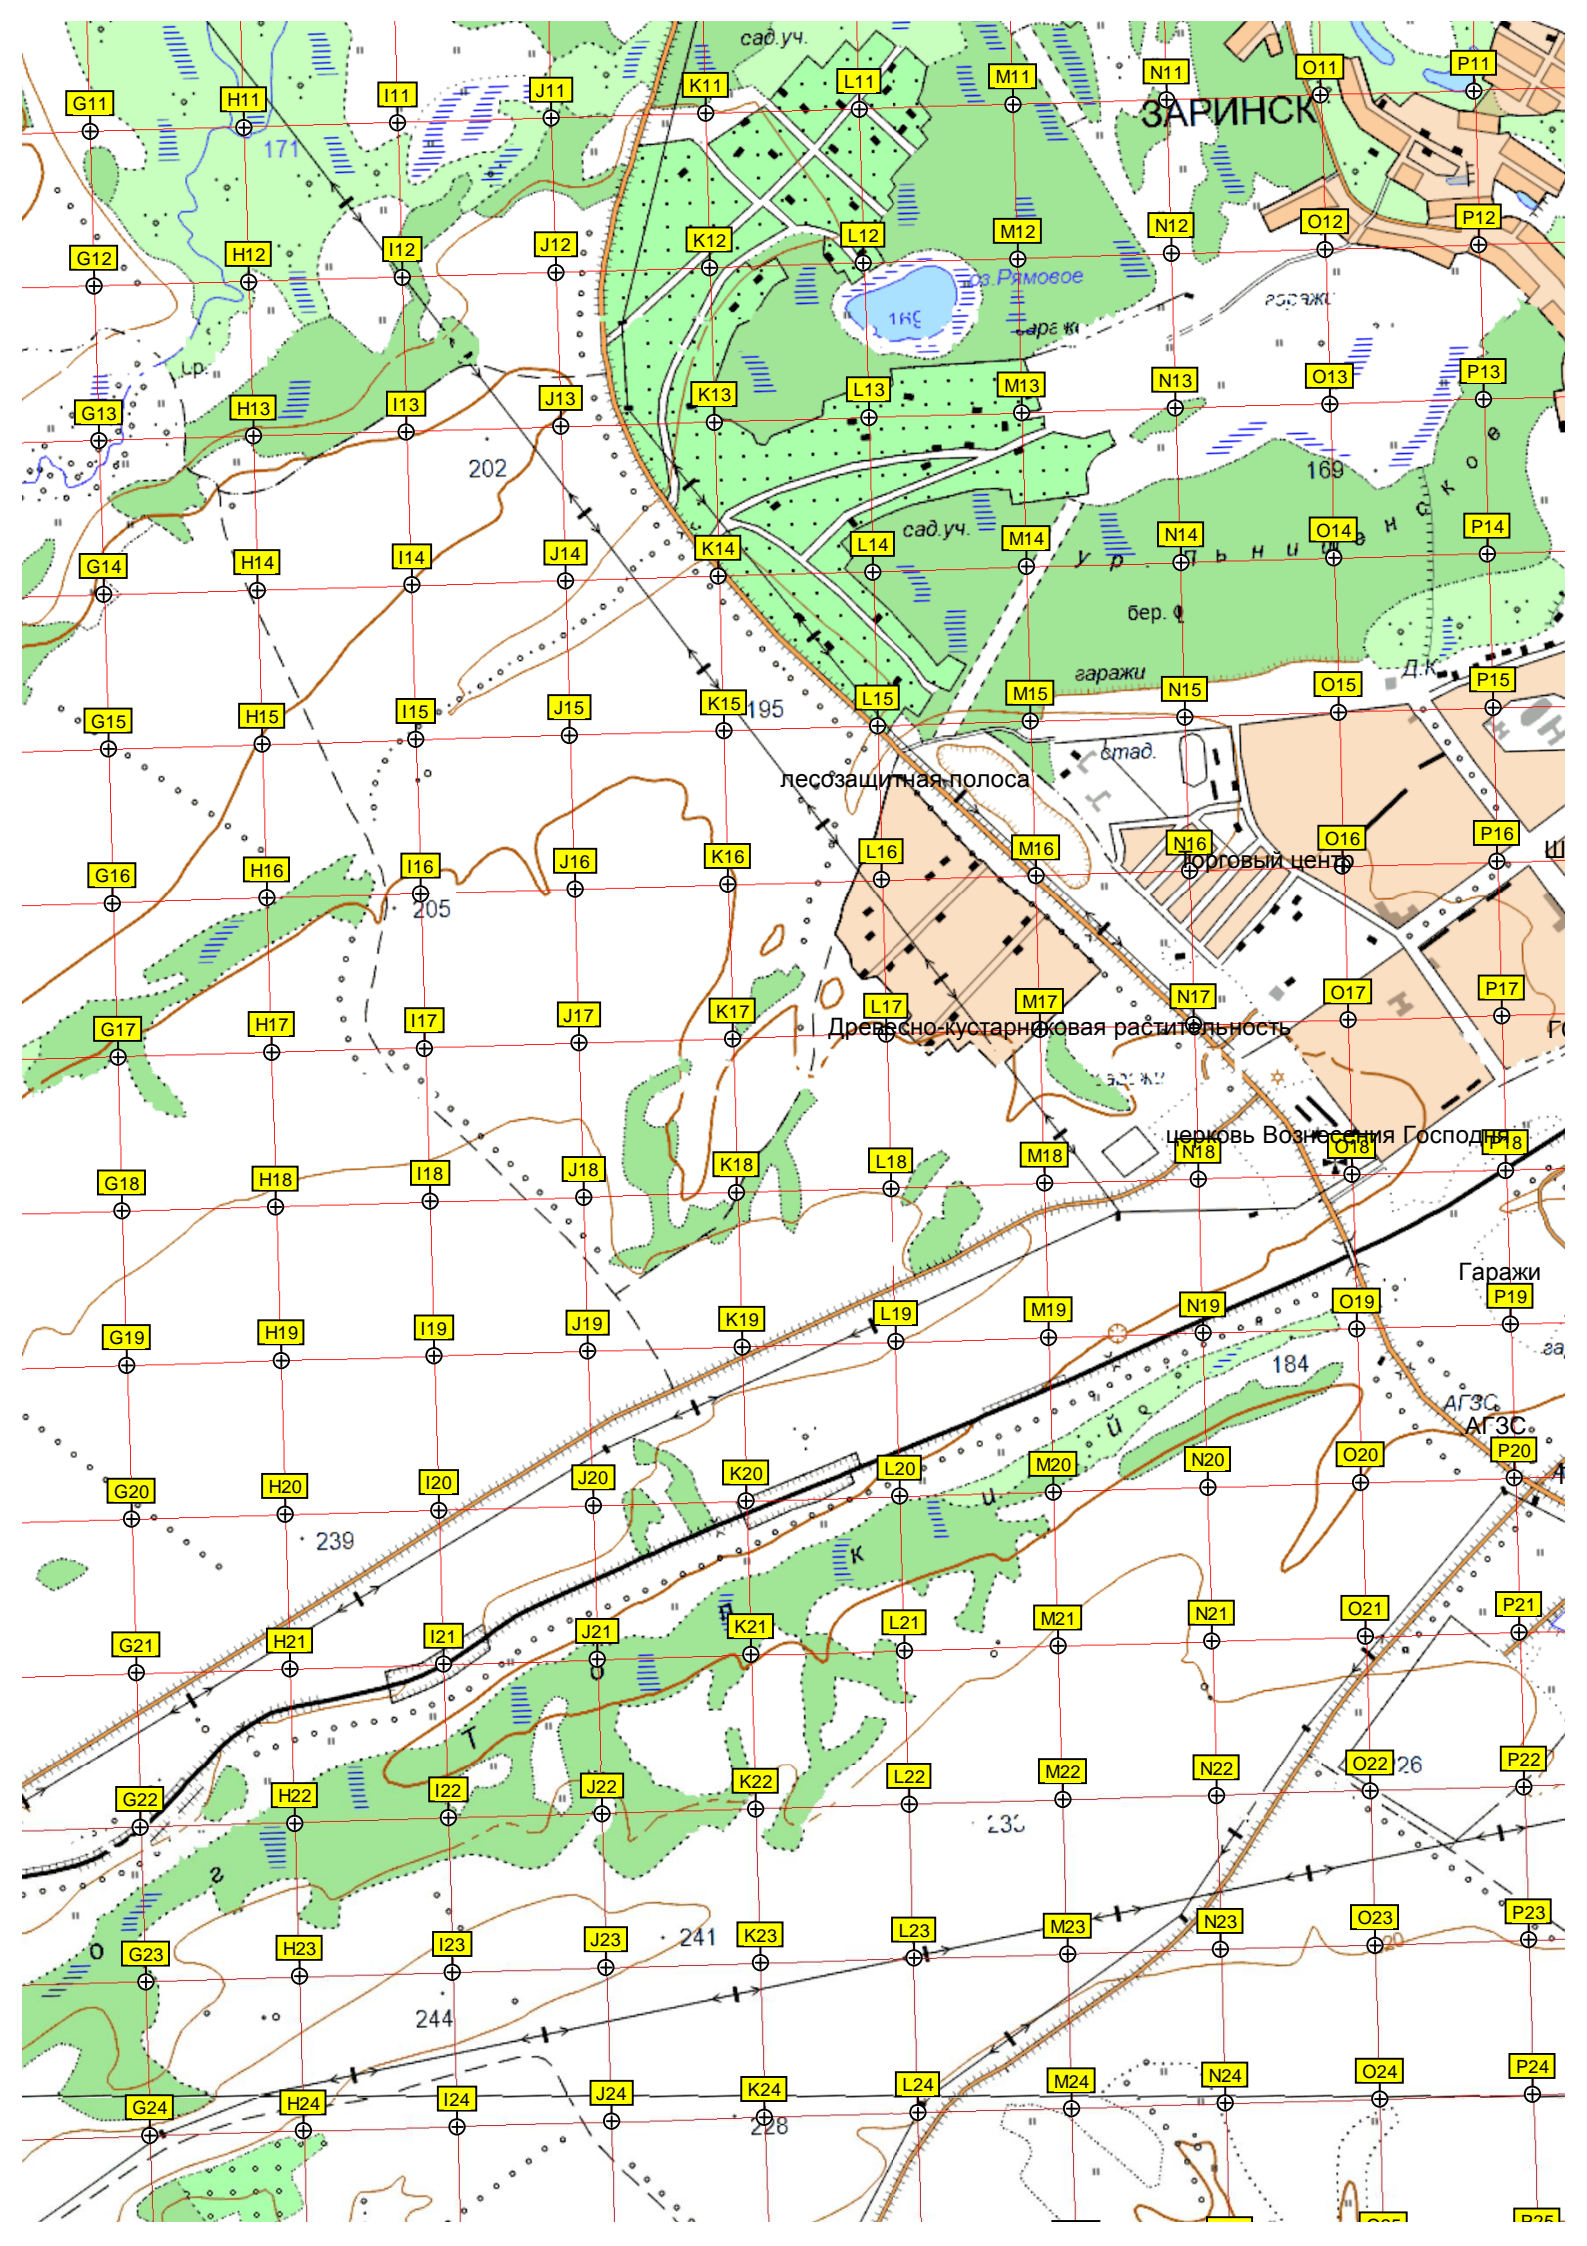 сад.уч.
G11 H11 I11 J11 K11 L11 M11 N11 O11 P11
ЗАРИНСК
171
G12 H12 I12 J12 K12 L12 M12 N12 O12 P12
оз.Рямовое
гаражи
169
G13 H13 I13 J13 K13 L13 M13 N13 O13 P13
202
169
сад.уч.
G14 H14 I14 J14 K14 L14 M14 N14 O14 P14
бер.
гаражи
Д.К.
G15 H15 I15 J15 K15 L15 M15 N15 O15 P15
195
стад.
лесозащитная полоса
G16 H16 I16 J16 K16 L16 M16 N16 O16 P16
Торговый центр
205
G17 H17 I17 J17 K17 L17 M17 N17 O17 P17
Древесно-кустарниковая растительность
церковь Вознесения Господня
G18 H18 I18 J18 K18 L18 M18 N18 O18 P18
Гаражи
G19 H19 I19 J19 K19 L19 M19 N19 O19 P19
184
АГЗС
АГЗС
G20 H20 I20 J20 K20 L20 M20 N20 O20 P20
239
G21 H21 I21 J21 K21 L21 M21 N21 O21 P21
Топкий
G22 H22 I22 J22 K22 L22 M22 N22 O22 P22
G23 H23 I23 J23 K23 L23 M23 N23 O23 P23
241
244
G24 H24 I24 J24 K24 L24 M24 N24 O24 P24
228